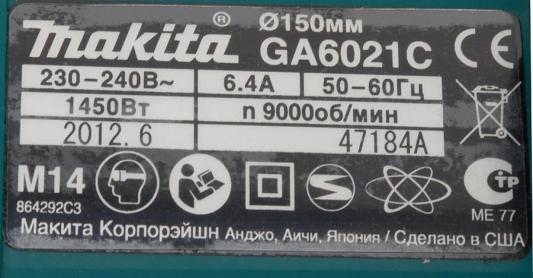 makita® Ø150мм
GA6021C CE
230-240В~ 6.4А 50-60Гц
1450Вт n 9000об/мин
2012.6 47184A
M14
864292C3
ME 77
Макита Корпорэйшн Анджо, Аичи, Япония / Сделано в США